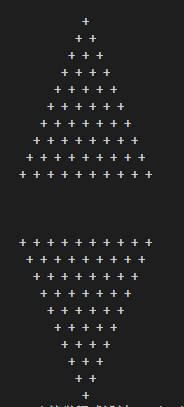 +
+ +
+ + +
+ + + +
+ + + + +
+ + + + + +
+ + + + + + +
+ + + + + + + +
+ + + + + + + + +
+ + + + + + + + + +
+ + + + + + + + + +
+ + + + + + + + +
+ + + + + + + +
+ + + + + + +
+ + + + + +
+ + + + +
+ + + +
+ + +
+ +
+